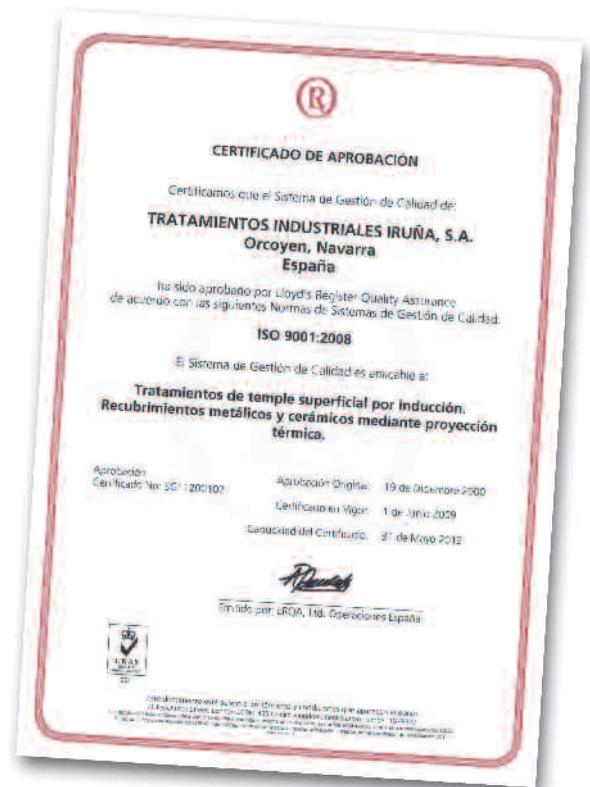 ®
CERTIFICADO DE APROBACIÓN
Certificamos que el Sistema de Gestión de Calidad de:
TRATAMIENTOS INDUSTRIALES IRUÑA, S.A.
Orcoyen, Navarra
España
ha sido aprobado por Lloyd's Register Quality Assurance
de acuerdo con las siguientes Normas de Sistemas de Gestión de Calidad:
ISO 9001:2008
El Sistema de Gestión de Calidad es aplicable a:
Tratamientos de temple superficial por inducción.
Recubrimientos metálicos y cerámicos mediante proyección
térmica.
Aprobación
Certificado No:
Aprobación Original: 19 de Diciembre 2000
Certificado en Vigor: 1 de Junio 2009
Caducidad del Certificado: 31 de Mayo 2012
Emitido por: LRQA, Ltd. Operaciones España
UKAS